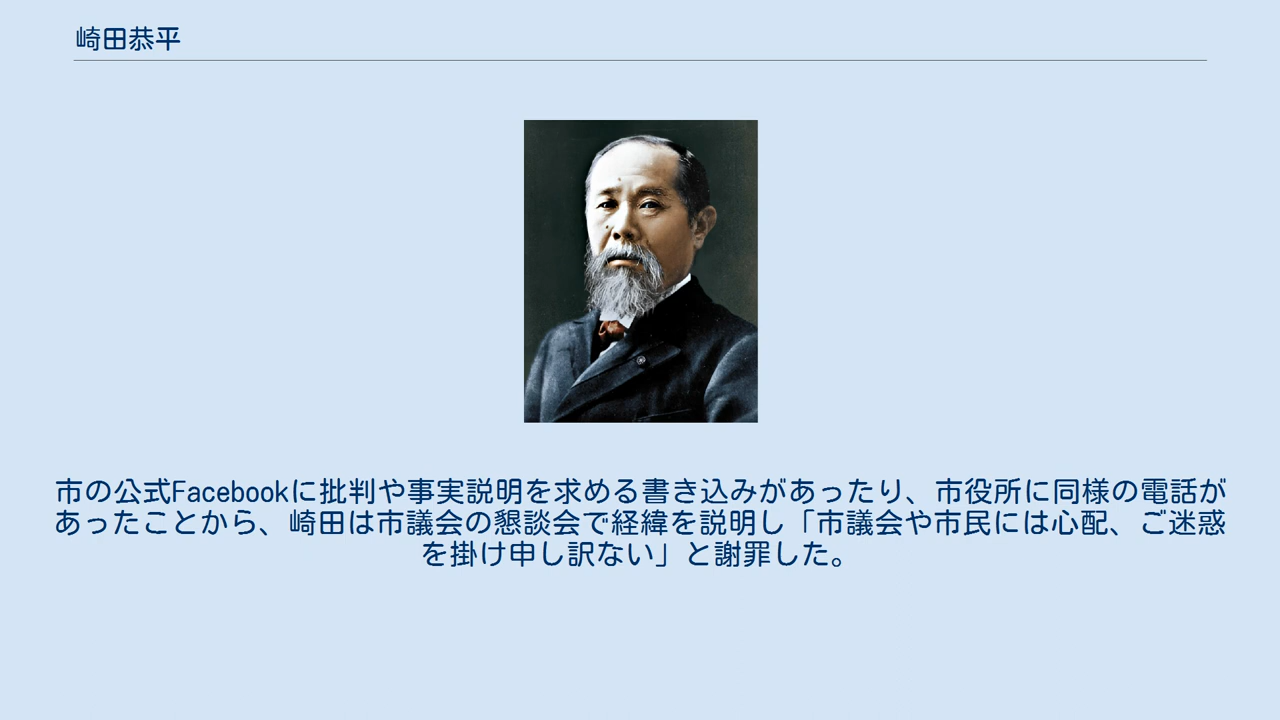 崎田恭平
市の公式Facebookに批判や事実説明を求める書き込みがあったり、市役所に同様の電話が
あったことから、崎田は市議会の懇談会で経緯を説明し「市議会や市民には心配、ご迷惑
を掛け申し訳ない」と謝罪した。